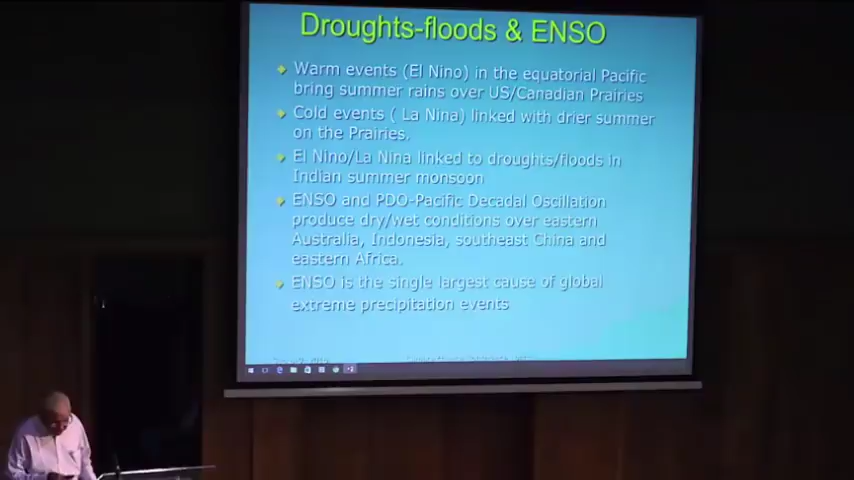 Droughts-floods & ENSO
Warm events (El Nino) in the equatorial Pacific
bring summer rains over US/Canadian Prairies
Cold events ( La Nina) linked with drier summer
on the Prairies.
El Nino/La Nina linked to droughts/floods in
Indian summer monsoon
ENSO and PDO-Pacific Decadal Oscillation
produce dry/wet conditions over eastern
Australia, Indonesia, southeast China and
eastern Africa.
ENSO is the single largest cause of global
extreme precipitation events